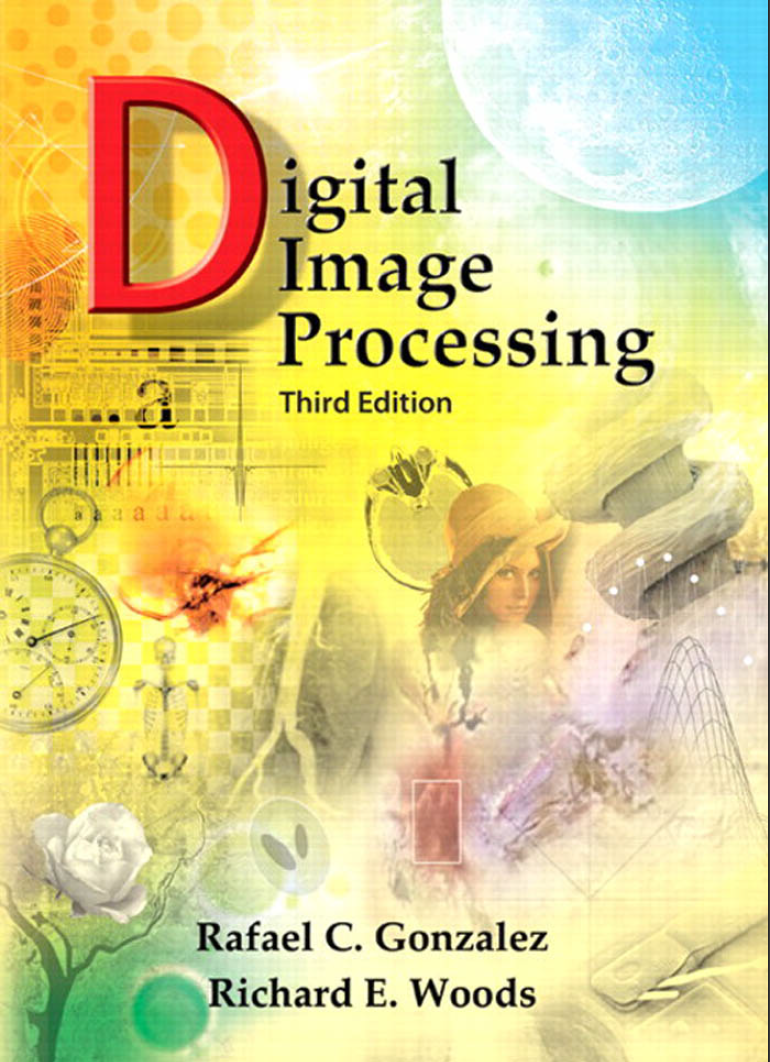 Digital
Image
Processing
Third Edition
a
a a a a a a
Rafael C. Gonzalez
Richard E. Woods